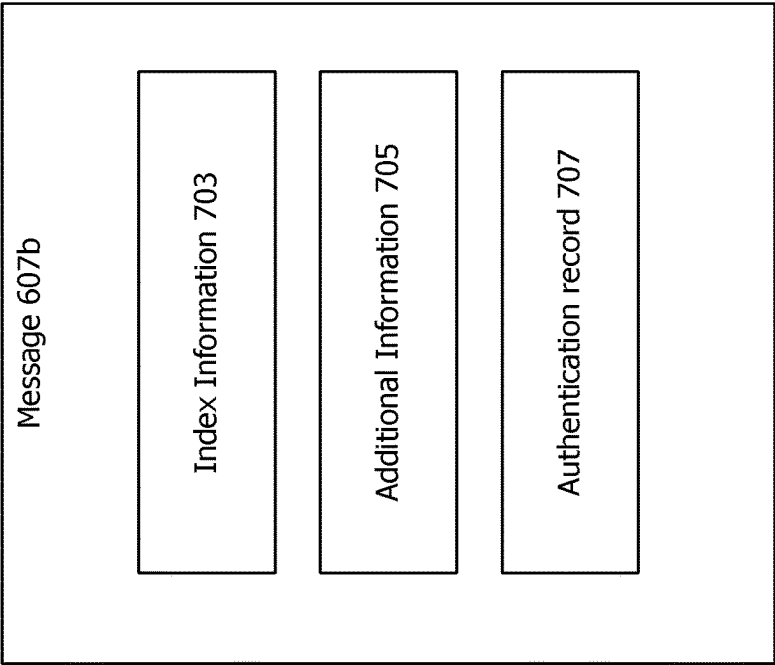 Message 607b
Index Information 703
Additional Information 705
Authentication record 707